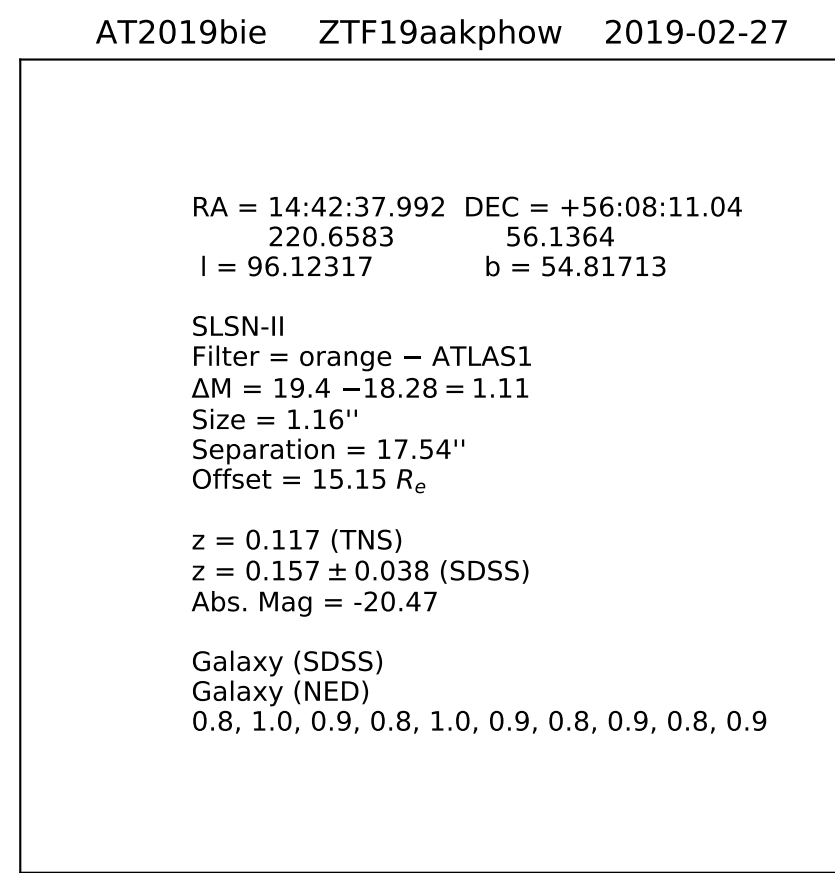 AT2019bie ZTF19aakphow 2019-02-27
RA = 14:42:37.992 DEC = +56:08:11.04
220.6583 56.1364
l = 96.12317 b = 54.81713
SLSN-II
Filter = orange − ATLAS1
ΔM = 19.4 −18.28 = 1.11
Size = 1.16''
Separation = 17.54''
Offset = 15.15 Rₑ
z = 0.117 (TNS)
z = 0.157 ± 0.038 (SDSS)
Abs. Mag = -20.47
Galaxy (SDSS)
Galaxy (NED)
0.8, 1.0, 0.9, 0.8, 1.0, 0.9, 0.8, 0.9, 0.8, 0.9